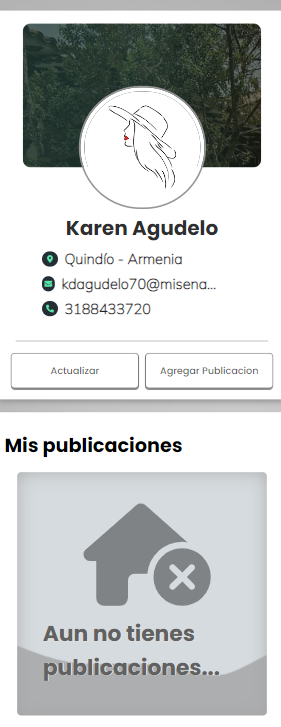 Karen Agudelo
Quindío - Armenia
kdagudelo70@misena...
3188433720
Actualizar
Agregar Publicacion
Mis publicaciones
Aun no tienes
publicaciones...